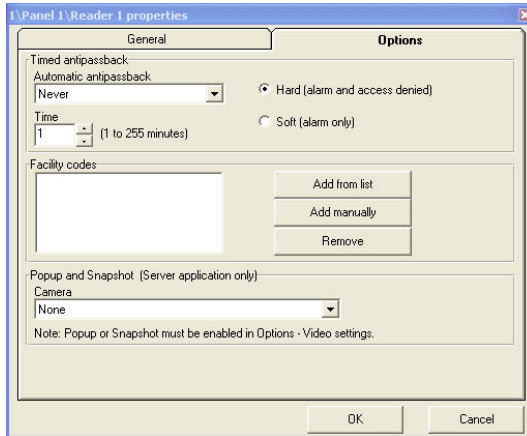 1\Panel 1\Reader 1 properties
General
Options
Timed antipassback
Automatic antipassback
Never
Hard (alarm and access denied)
Time
1
(1 to 255 minutes)
Soft (alarm only)
Facility codes
Add from list
Add manually
Remove
Popup and Snapshot (Server application only)
Camera
None
Note: Popup or Snapshot must be enabled in Options - Video settings.
OK
Cancel